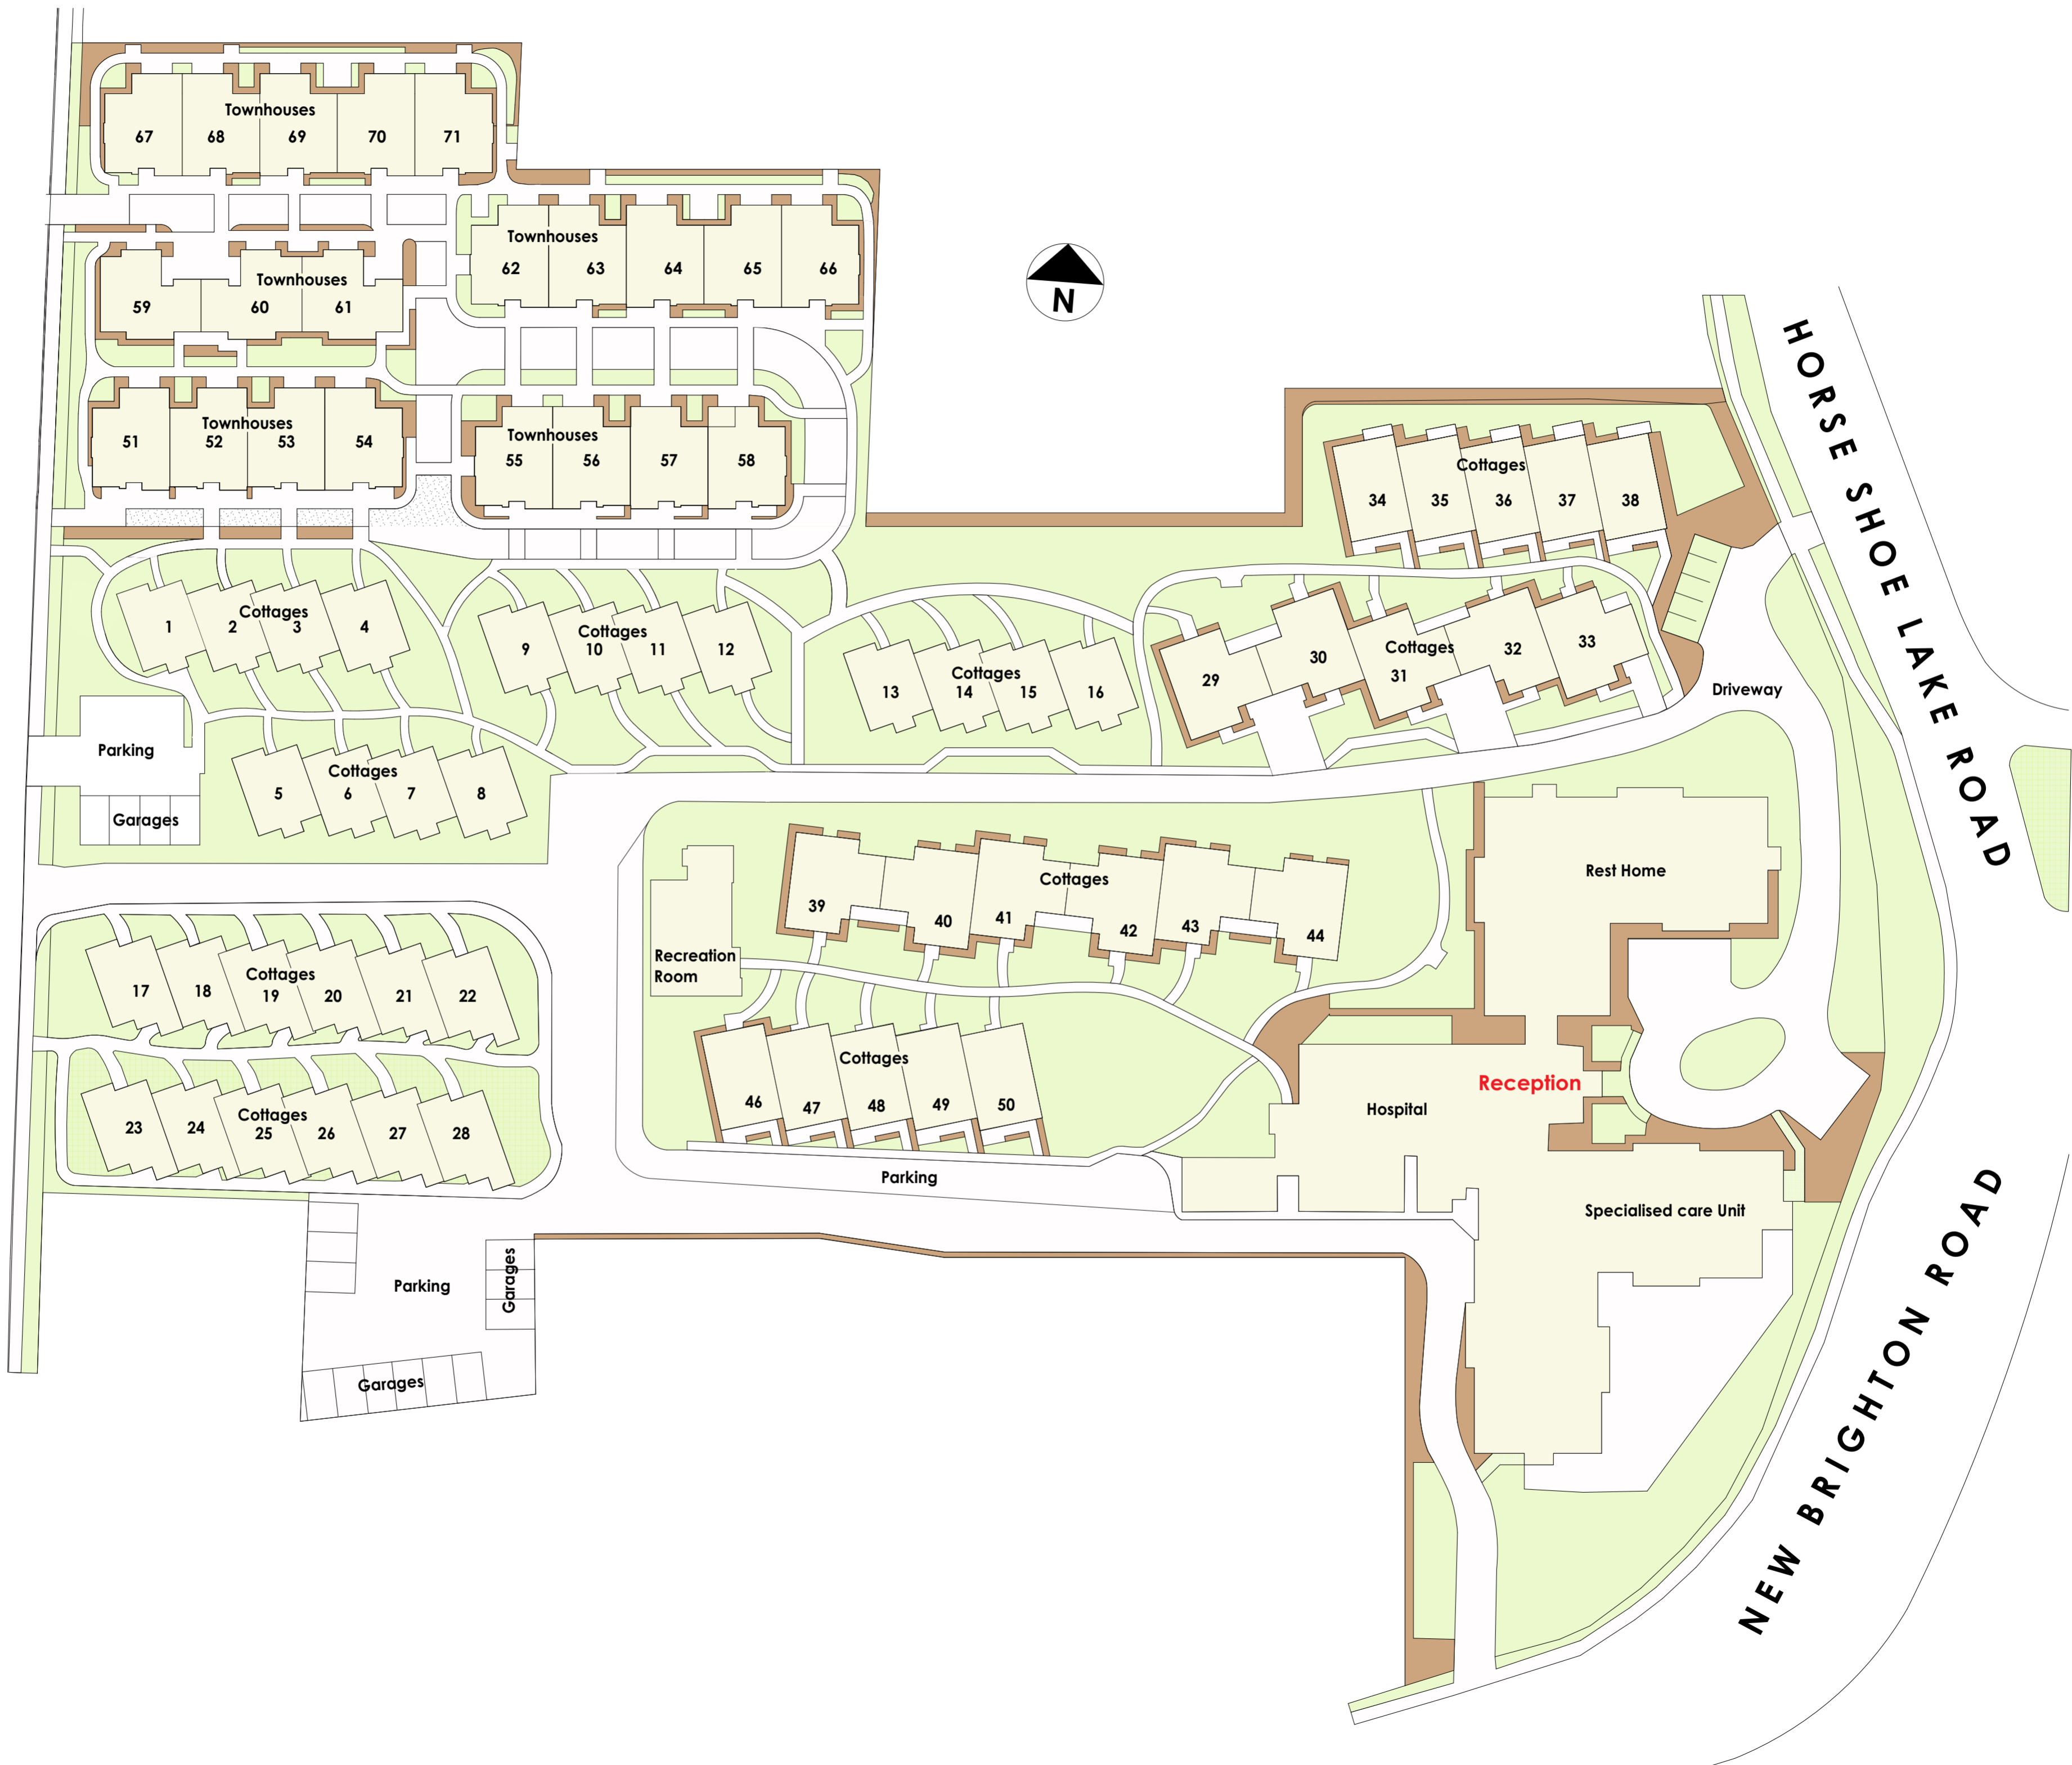 Townhouses
67 68 69 70 71
Townhouses
62 63 64 65 66
Townhouses
59 60 61
N
Townhouses
51 52 53 54
Townhouses
55 56 57 58
HORSE SHOE LAKE ROAD
Cottages
34 35 36 37 38
Cottages
1 2 3 4
Cottages
9 10 11 12
Cottages
13 14 15 16
Cottages
29 30 31 32 33
Driveway
Parking
Garages
Cottages
5 6 7 8
Cottages
39 40 41 42 43 44
Rest Home
Recreation
Room
Cottages
17 18 19 20 21 22
Cottages
46 47 48 49 50
Reception
Hospital
Cottages
23 24 25 26 27 28
Parking
Specialised care Unit
Parking
Garages
Garages
NEW BRIGHTON ROAD